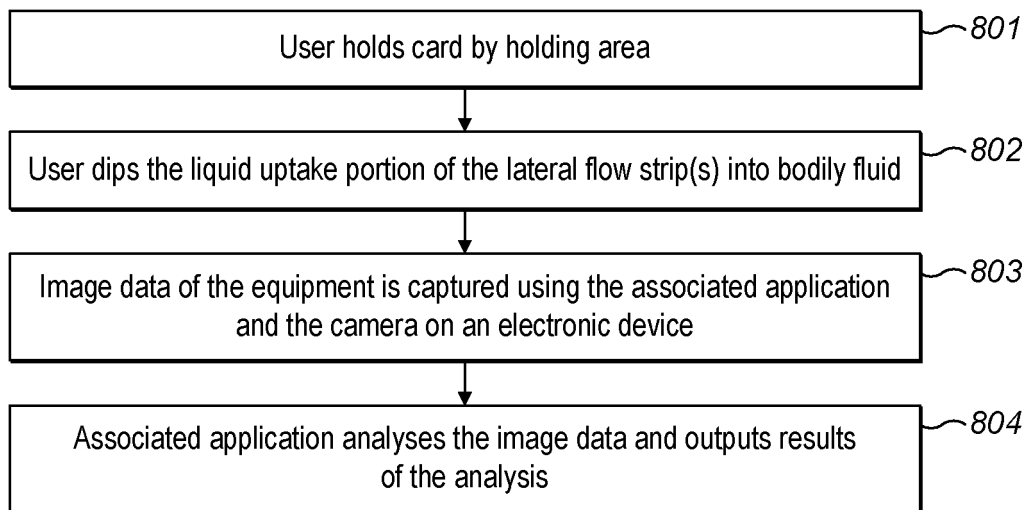 User holds card by holding area
801
User dips the liquid uptake portion of the lateral flow strip(s) into bodily fluid
802
Image data of the equipment is captured using the associated application
and the camera on an electronic device
803
Associated application analyses the image data and outputs results
of the analysis
804